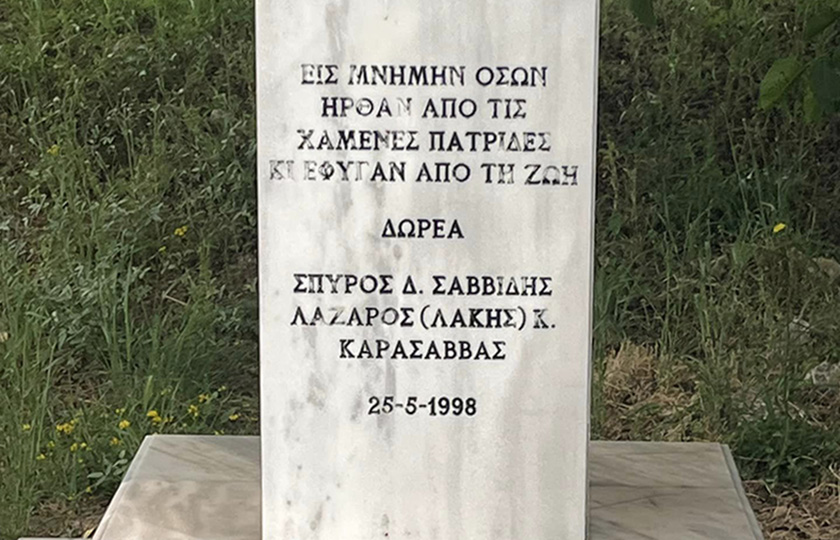 ΕΙΣ ΜΝΗΜΗΝ ΟΣΩΝ
ΗΡΘΑΝ ΑΠΟ ΤΙΣ
ΧΑΜΕΝΕΣ ΠΑΤΡΙΔΕΣ
ΚΙ ΕΦΥΓΑΝ ΑΠΟ ΤΗ ΖΩΗ
ΔΩΡΕΑ
ΣΠΥΡΟΣ Δ. ΣΑΒΒΙΔΗΣ
ΛΑΖΑΡΟΣ (ΛΑΚΗΣ) Κ.
ΚΑΡΑΣΑΒΒΑΣ
25-5-1998